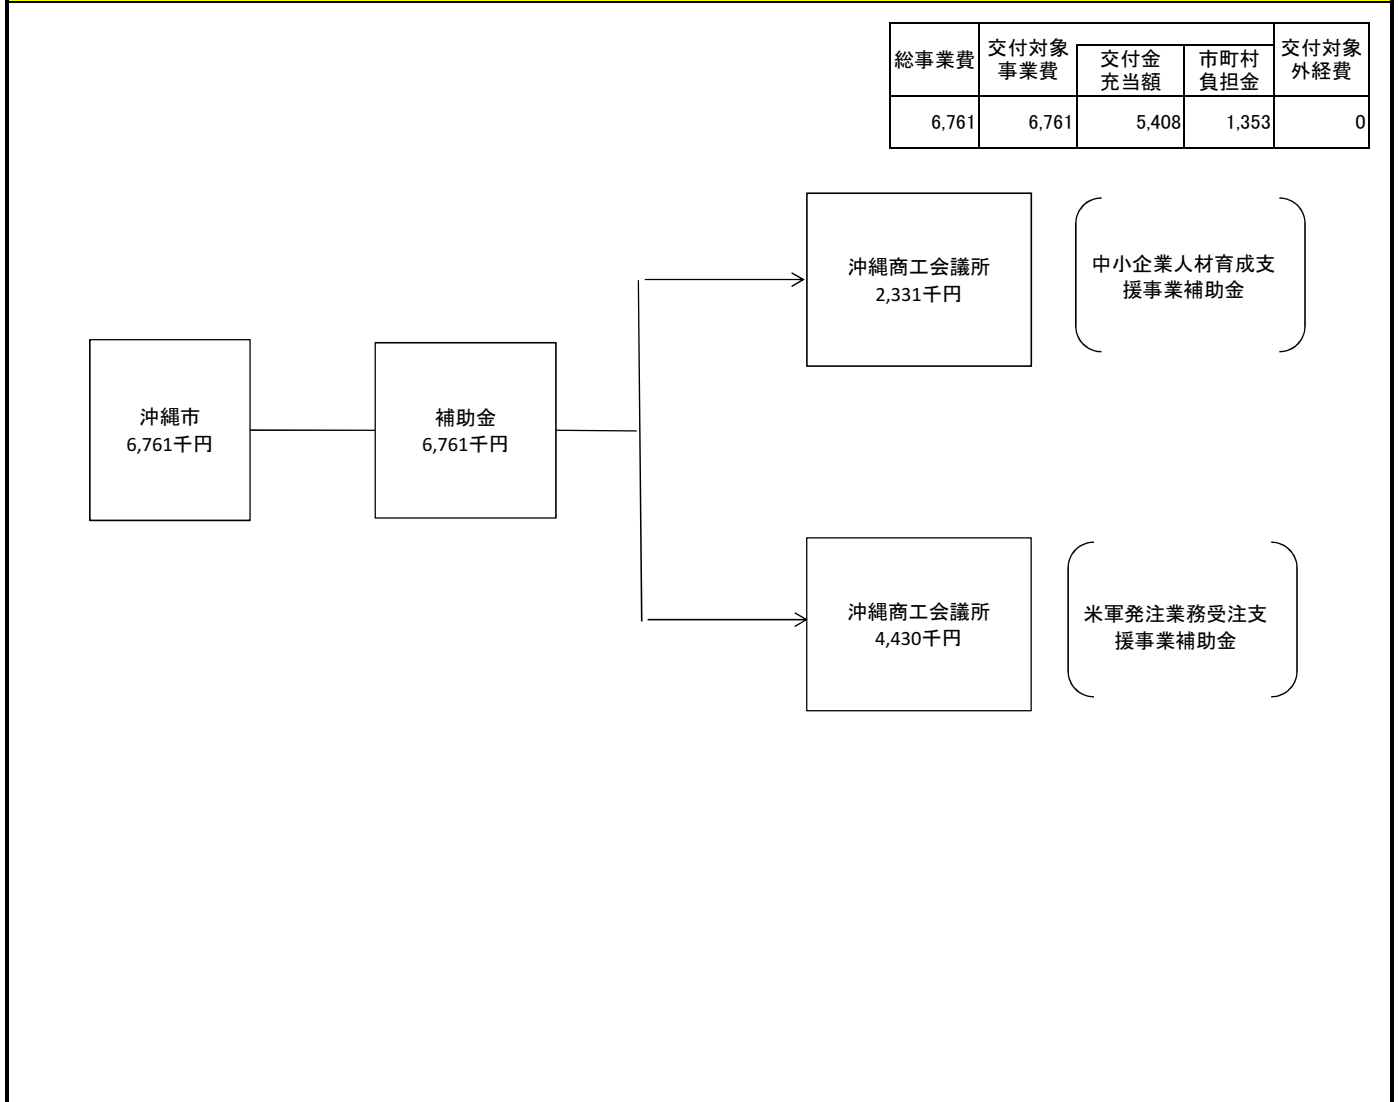 総事業費
交付対象
事業費
交付金
充当額
市町村
負担金
交付対象
外経費
6,761
6,761
5,408
1,353
0
沖縄商工会議所
2,331千円
中小企業人材育成支
援事業補助金
沖縄市
6,761千円
補助金
6,761千円
沖縄商工会議所
4,430千円
米軍発注業務受注支
援事業補助金